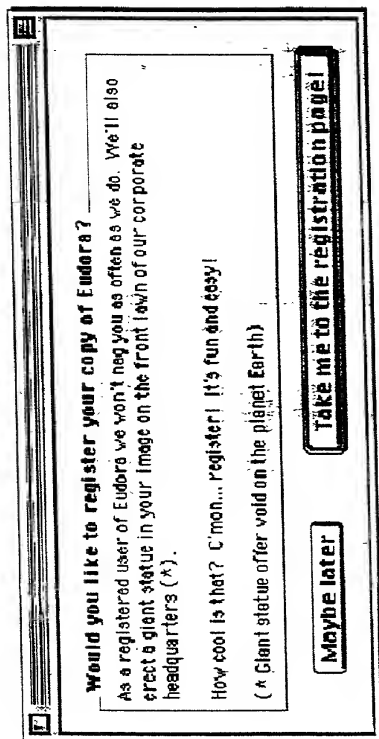 Would you like to register your copy of Eudora?
As a registered user of Eudora we won't nag you as often as we do. We'll also
erect a giant statue in your image on the front lawn of our corporate
headquarters (^).
How cool is that? C'mon... register! It's fun and easy!
(^ Giant statue offer void on the planet Earth)
Maybe later
Take me to the registration page!